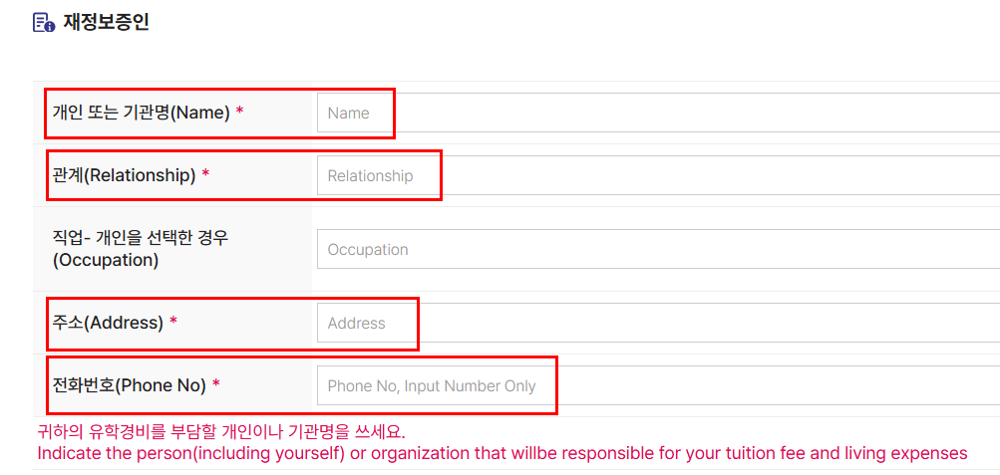 재정보증인
개인 또는 기관명(Name) *
Name
관계(Relationship) *
Relationship
직업- 개인을 선택한 경우
(Occupation)
Occupation
주소(Address) *
Address
전화번호(Phone No) *
Phone No, Input Number Only
귀하의 유학경비를 부담할 개인이나 기관명을 쓰세요.
Indicate the person(including yourself) or organization that willbe responsible for your tuition fee and living expenses